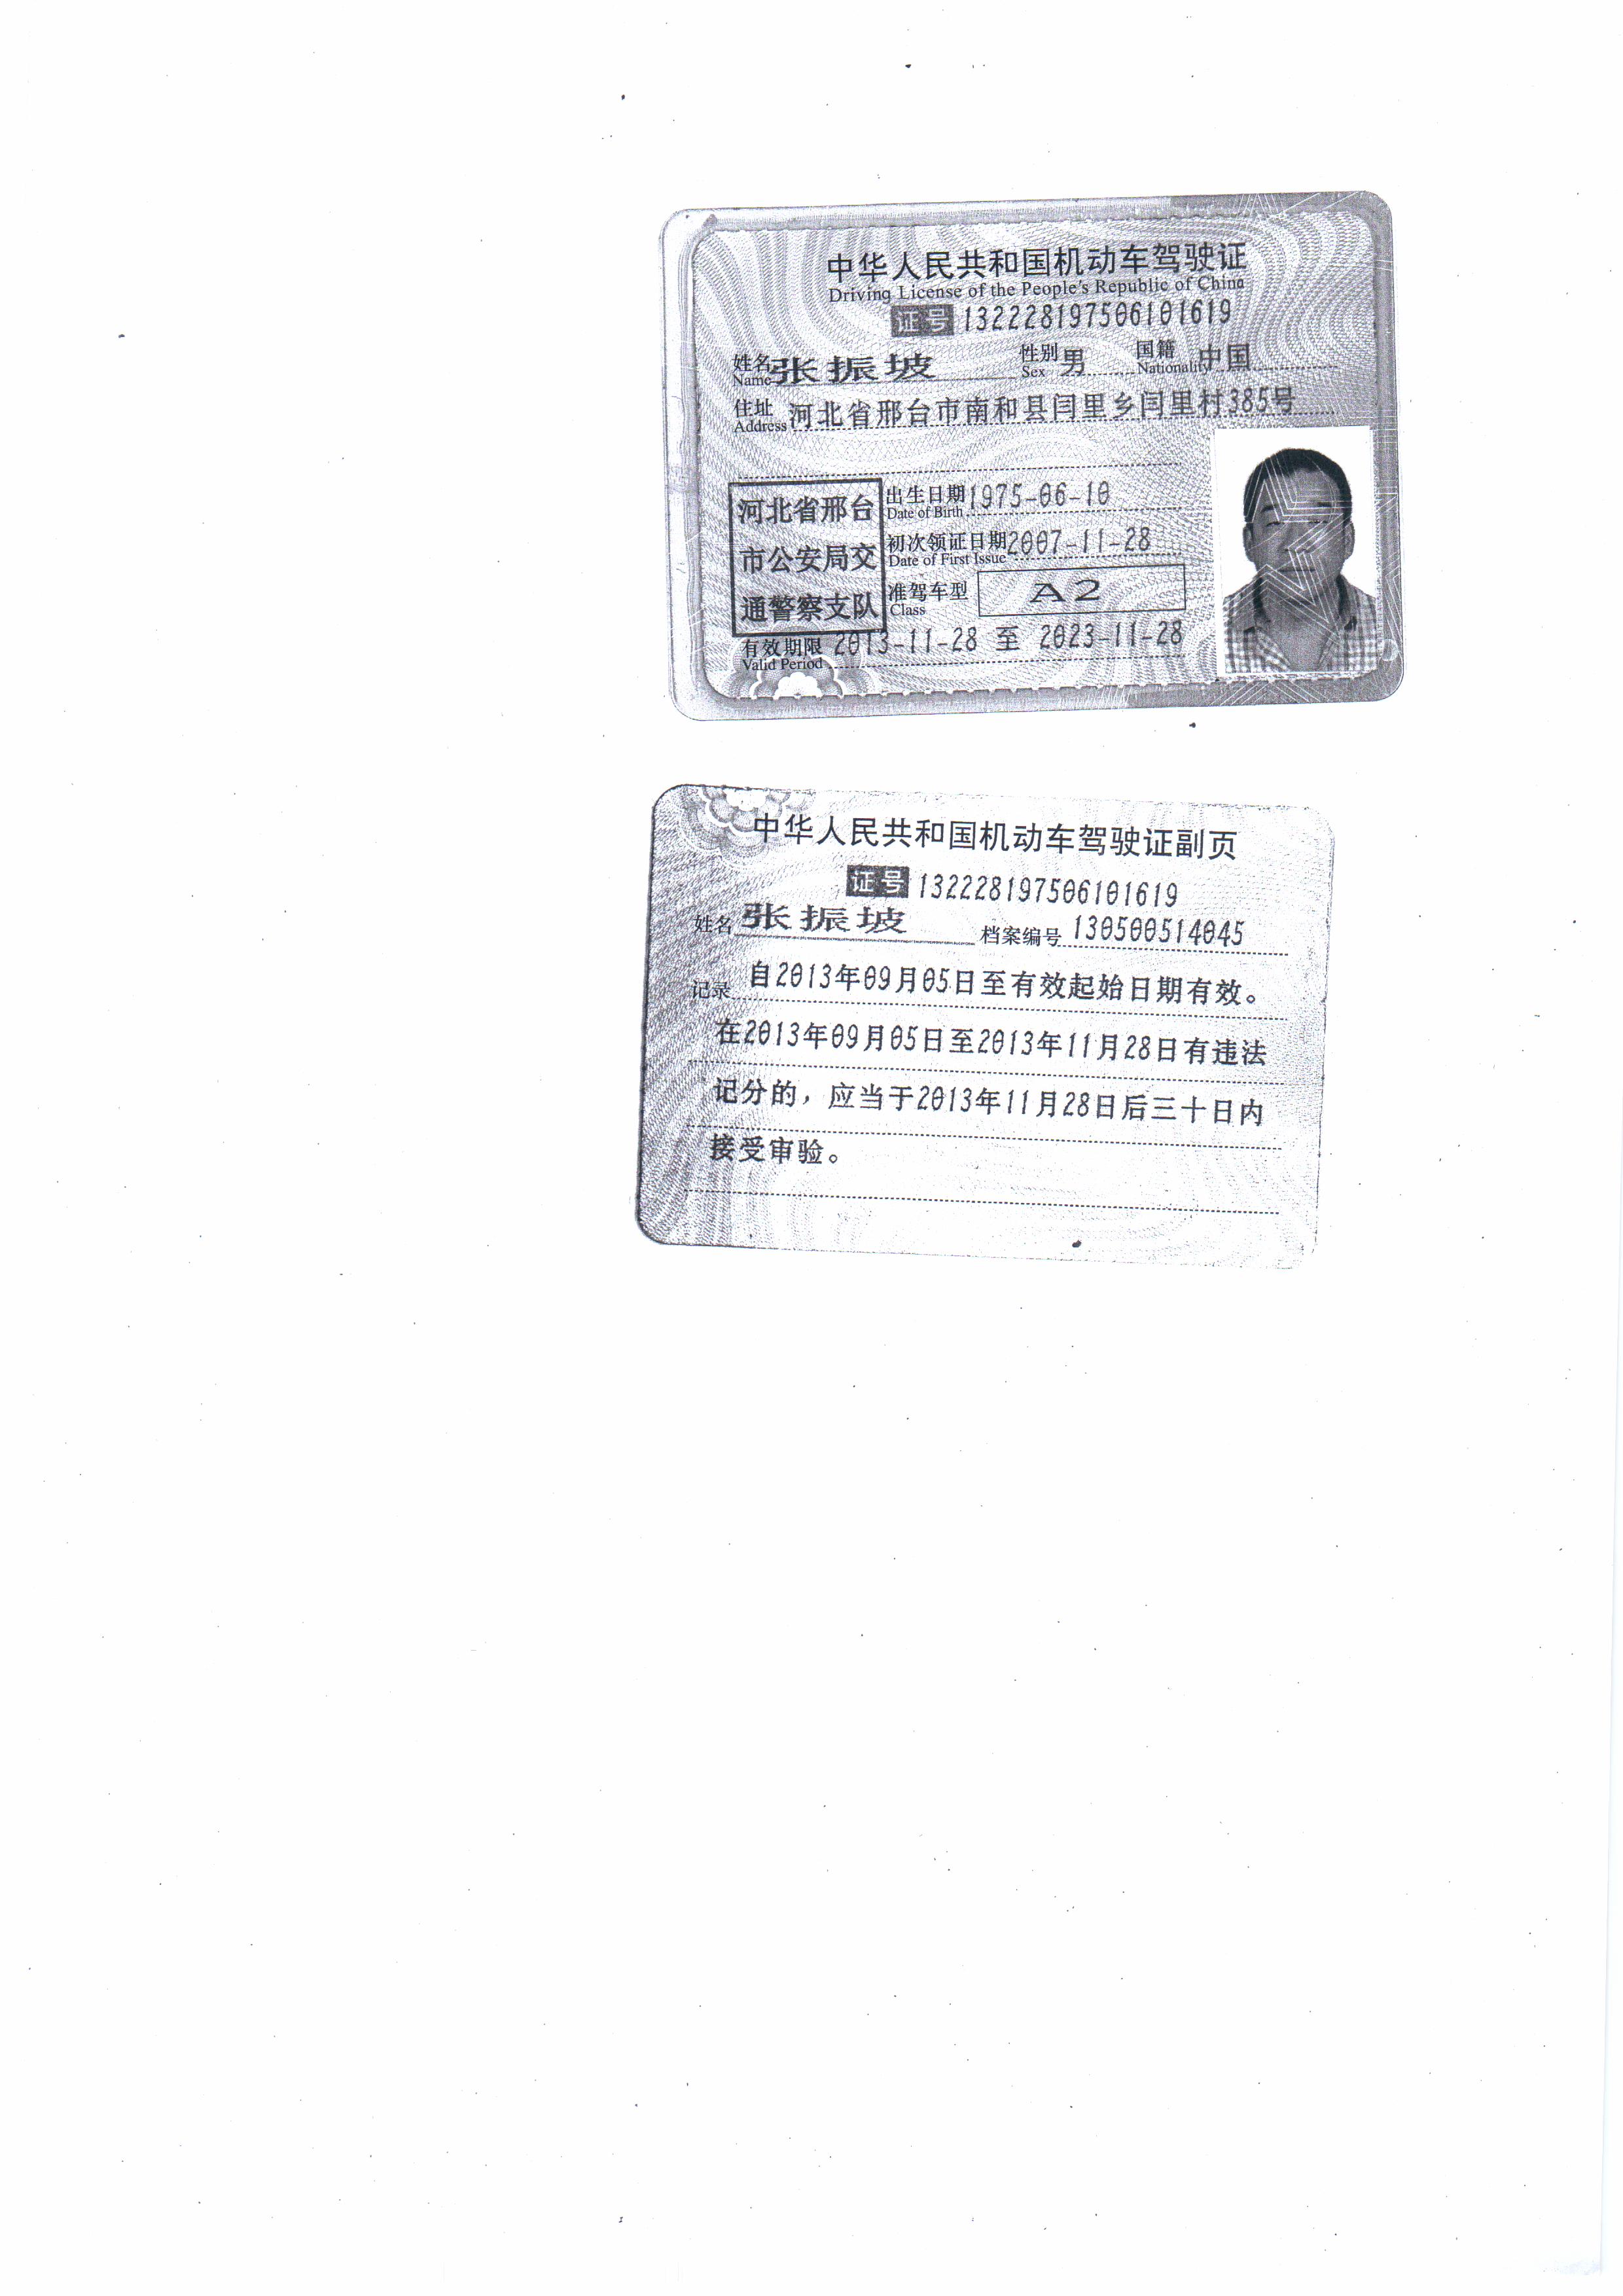 中华人民共和国机动车驾驶证
Driving License of the People's Republic of China
证号 132228197506101619
姓名 张振坡 性别 男 国籍 中国
Name Sex Nationality
住址 河北省邢台市南和县闫里乡闫里村385号
Address
河北省邢台
市公安局交
通警察支队
出生日期 1975-06-10
Date of Birth
初次领证日期 2007-11-28
Date of First Issue
准驾车型 A2
Class
有效期限 2013-11-28 至 2023-11-28
Valid Period
中华人民共和国机动车驾驶证副页
证号 132228197506101619
姓名 张振坡 档案编号 130500514045
记录 自2013年09月05日至有效起始日期有效。
在2013年09月05日至2013年11月28日有违法
记分的，应当于2013年11月28日后三十日内
接受审验。